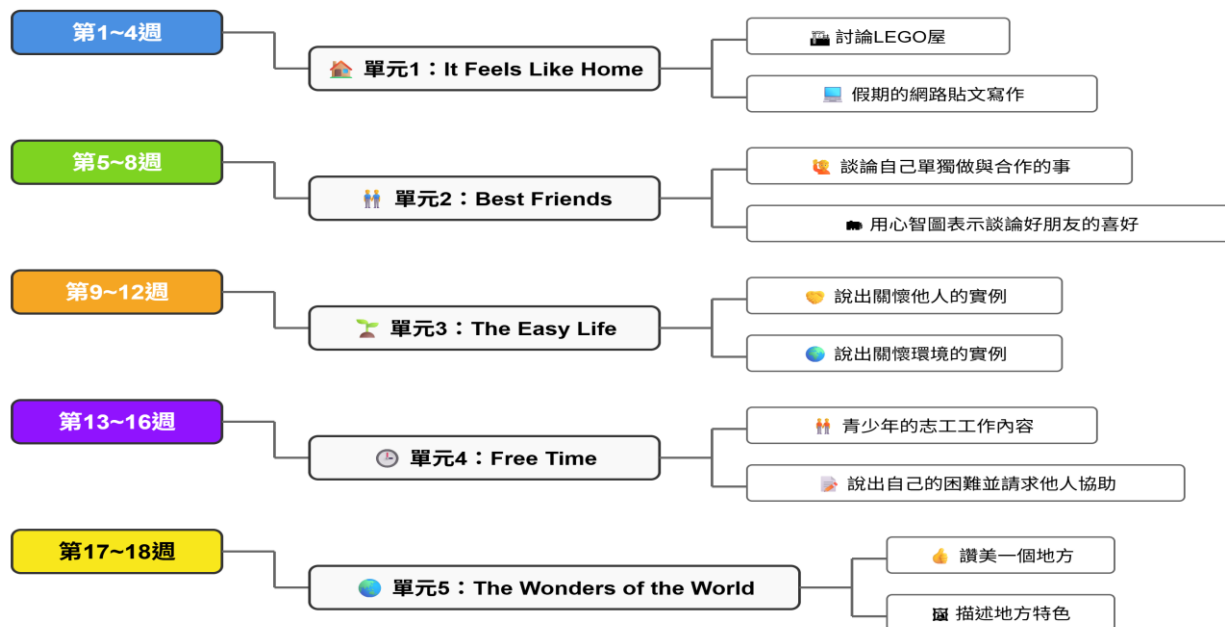 第1~4週
單元1：It Feels Like Home
討論LEGO屋
假期的網路貼文寫作
第5~8週
單元2：Best Friends
談論自己單獨做與合作的事
用心智圖表示談論好朋友的喜好
第9~12週
單元3：The Easy Life
說出關懷他人的實例
說出關懷環境的實例
第13~16週
單元4：Free Time
青少年的志工工作內容
說出自己的困難並請求他人協助
第17~18週
單元5：The Wonders of the World
讚美一個地方
描述地方特色